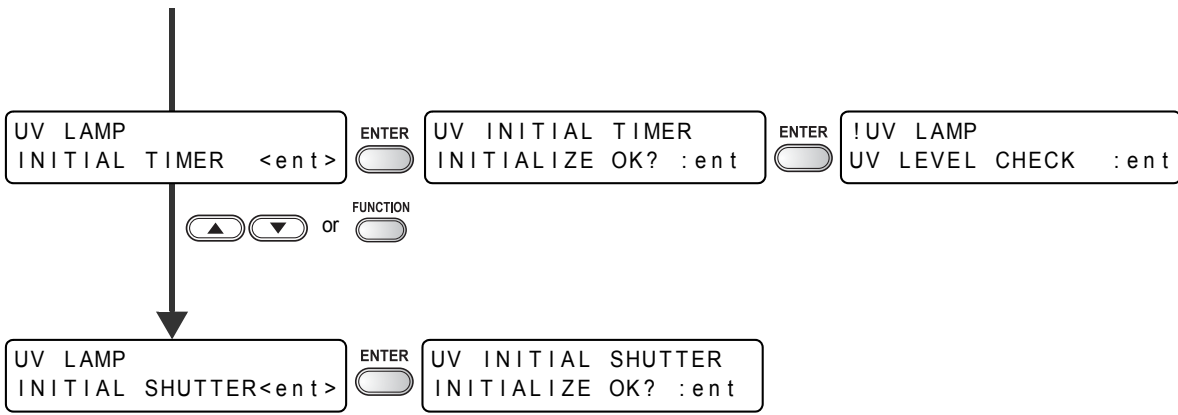 UV LAMP
INITIAL TIMER <ent>
ENTER
UV INITIAL TIMER
INITIALIZE OK? :ent
ENTER
!UV LAMP
UV LEVEL CHECK :ent
or
FUNCTION
UV LAMP
INITIAL SHUTTER<ent>
ENTER
UV INITIAL SHUTTER
INITIALIZE OK? :ent